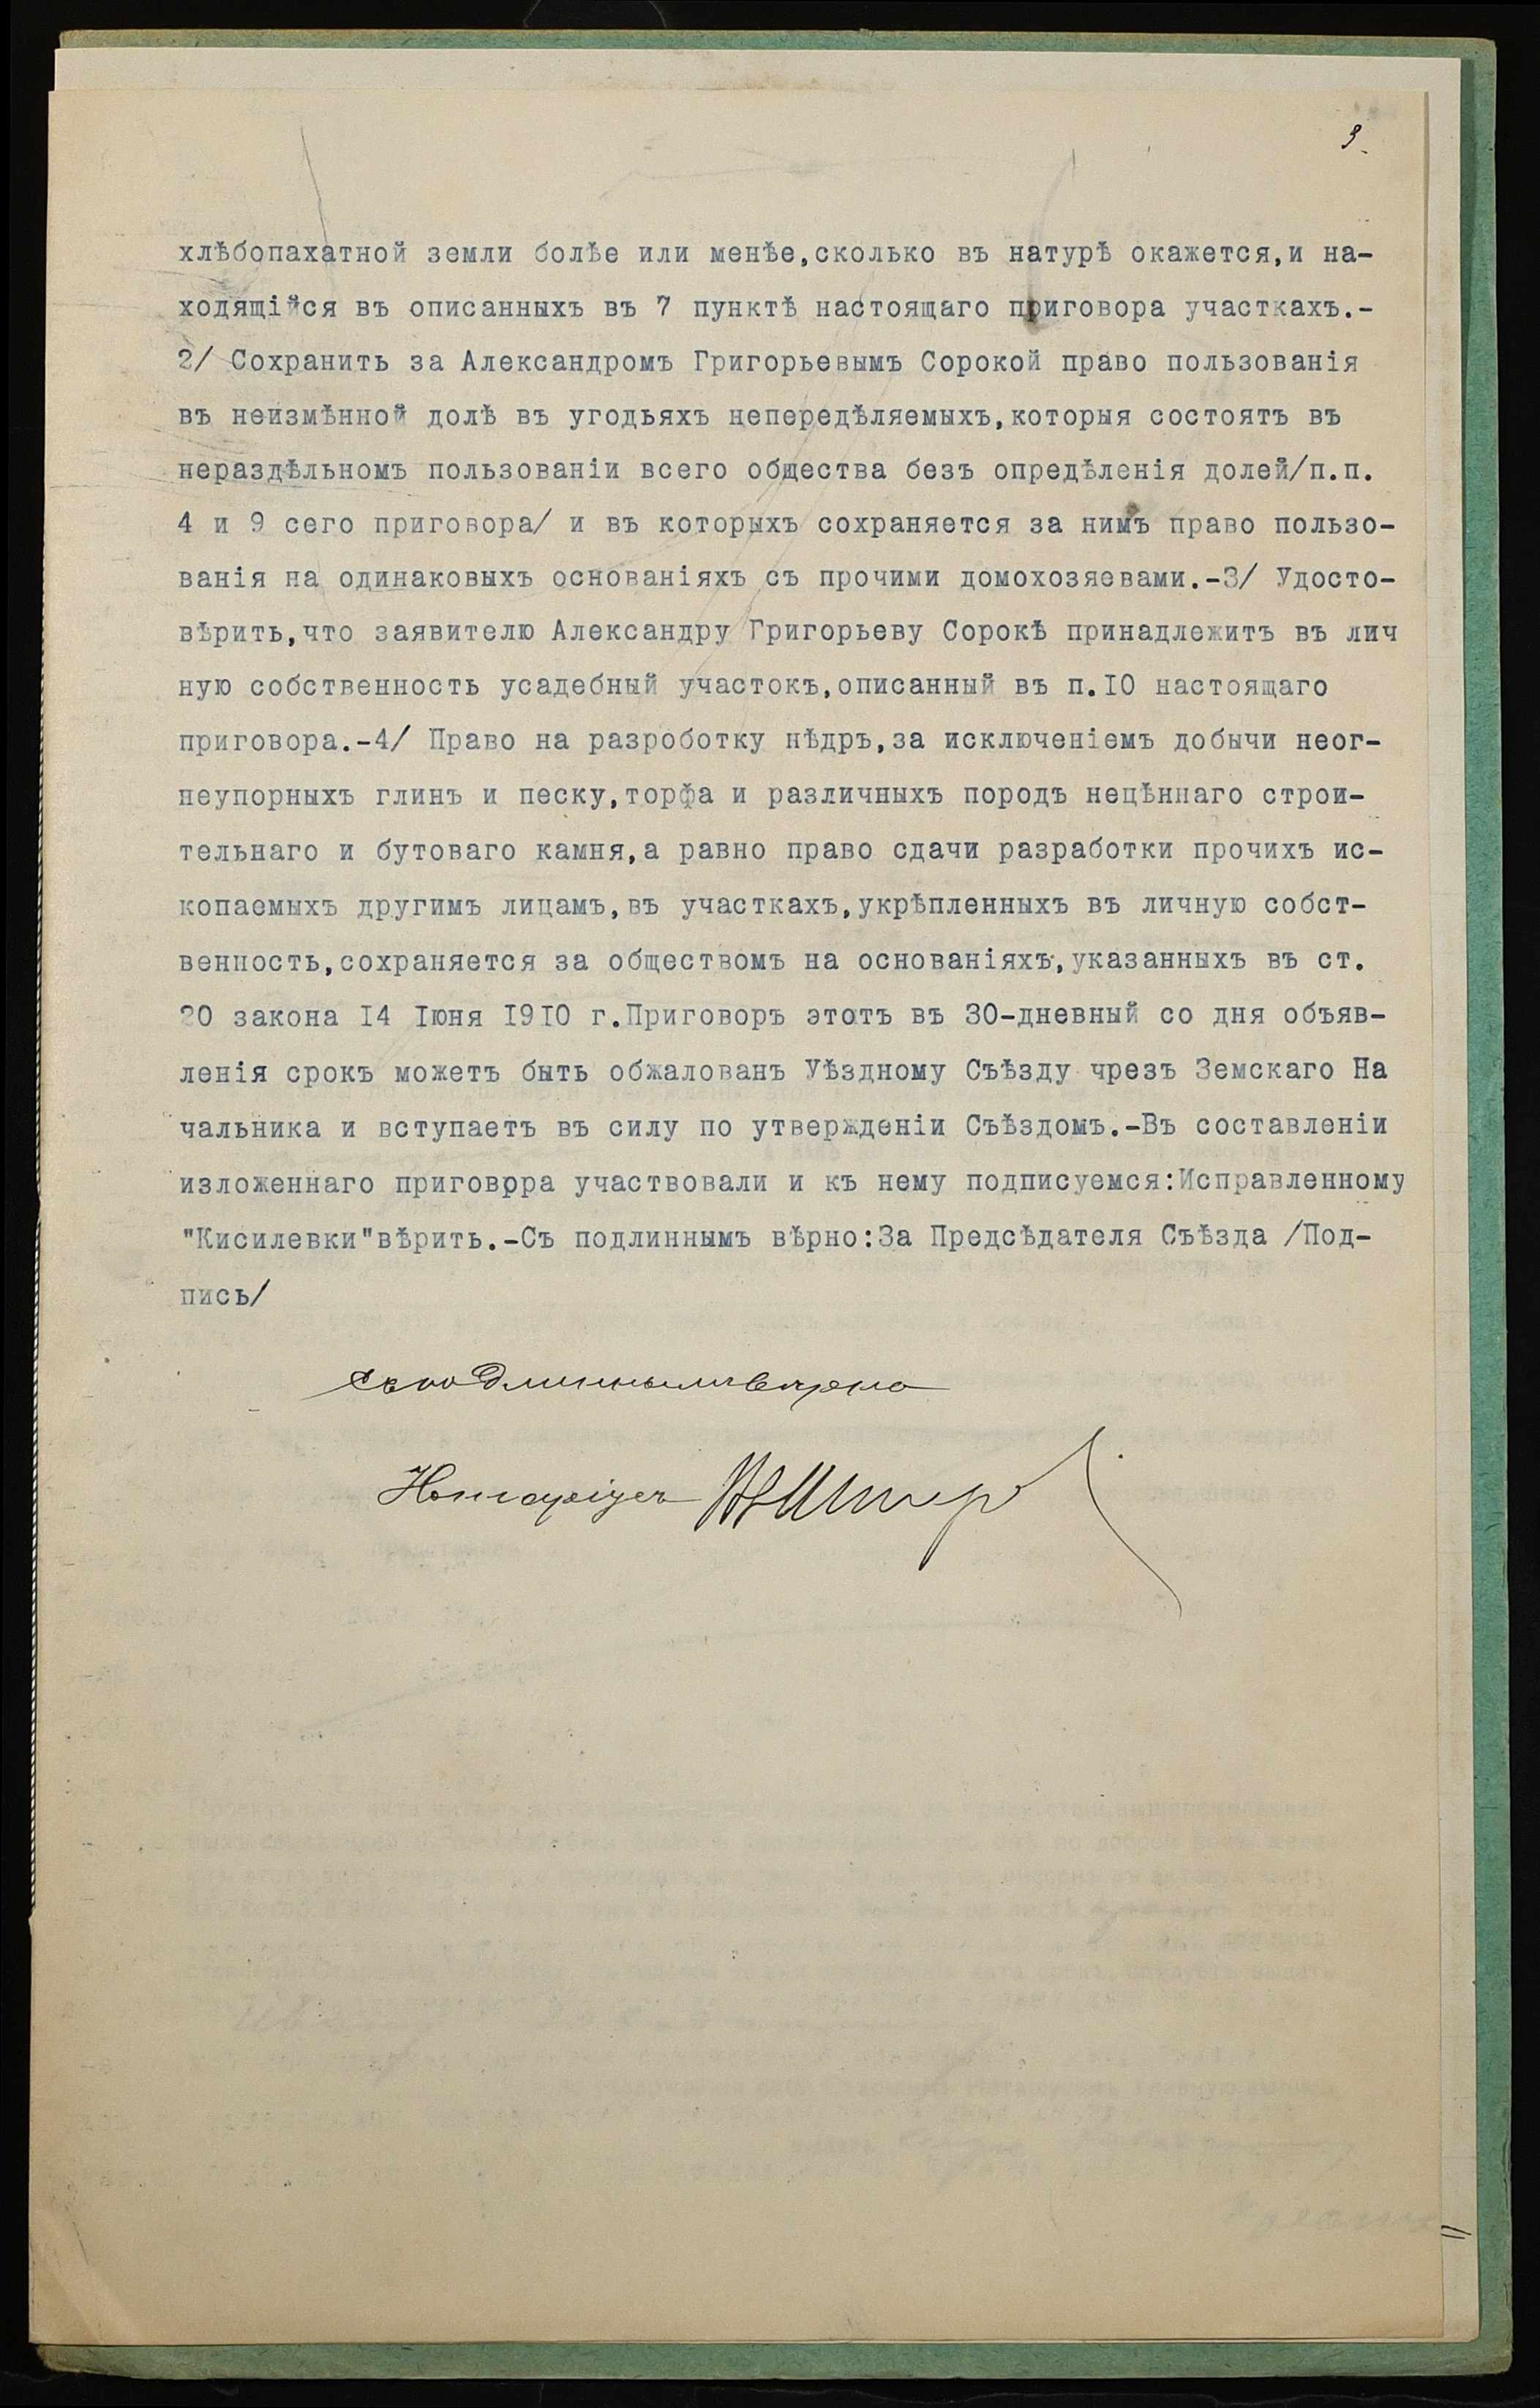 3
хлѣбопахатной земли болѣе или менѣе,сколько въ натурѣ окажется,и на-
ходящійся въ описанныхъ въ 7 пунктѣ настоящаго приговора участкахъ.-
2/ Сохранить за Александромъ Григорьевымъ Сорокой право пользованія
въ неизмѣнной долѣ въ угодьяхъ непередѣляемыхъ,которыя состоятъ въ
нераздѣльномъ пользованіи всего общества безъ опредѣленія долей/п.п.
4 и 9 сего приговора/ и въ которыхъ сохраняется за нимъ право пользо-
ванія на одинаковыхъ основаніяхъ съ прочими домохозяевами.-3/ Удосто-
вѣрить,что заявителю Александру Григорьеву Сорокѣ принадлежитъ въ лич
ную собственность усадебный участокъ,описанный въ п.I0 настоящаго
приговора.-4/ Право на разроботку нѣдръ,за исключеніемъ добычи неог-
неупорныхъ глинъ и песку,торфа и различныхъ породъ нецѣннаго строи-
тельнаго и бутоваго камня,а равно право сдачи разработки прочихъ ис-
копаемыхъ другимъ лицамъ,въ участкахъ,укрѣпленныхъ въ личную собст-
венность,сохраняется за обществомъ на основаніяхъ,указанныхъ въ ст.
20 закона I4 Iюня I9I0 г.Приговоръ этотъ въ 30-дневный со дня объяв-
ленія срокъ можетъ быть обжалованъ Уѣздному Съѣзду чрезъ Земскаго На
чальника и вступаетъ въ силу по утвержденіи Съѣздомъ.-Въ составленіи
изложеннаго приговора участвовали и къ нему подписуемся:Исправленному
"Кисилевки"вѣрить.-Съ подлиннымъ вѣрно:За Предсѣдателя Съѣзда /Под-
пись/
Съ подлиннымъ вѣрно
Нотаріусъ